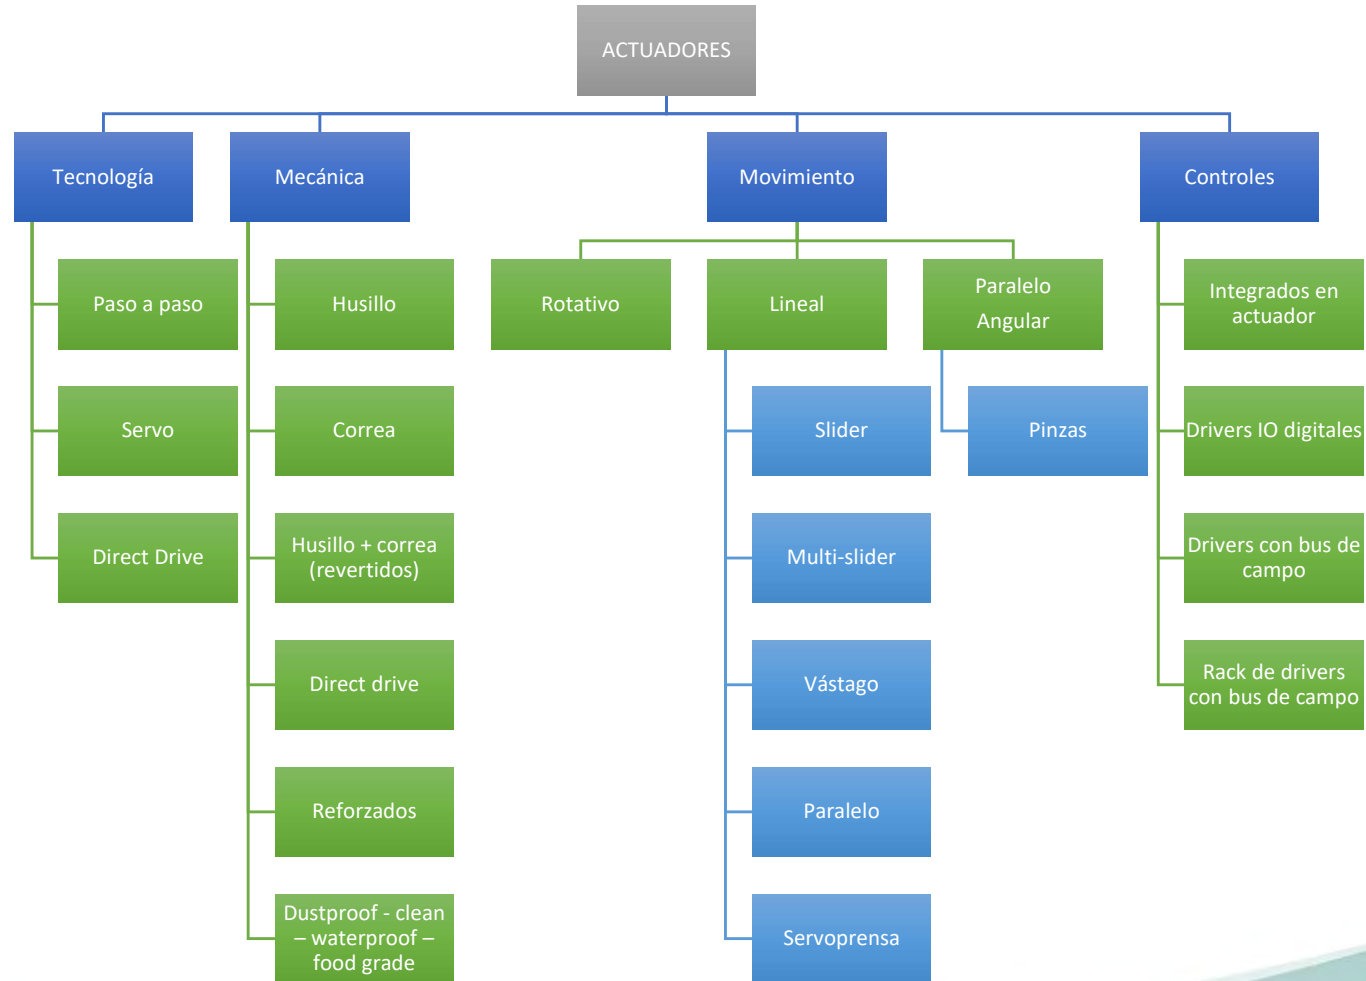 ACTUADORES
Tecnología
Mecánica
Movimiento
Controles
Paso a paso
Servo
Direct Drive
Husillo
Correa
Husillo + correa
(revertidos)
Direct drive
Reforzados
Dustproof - clean
– waterproof –
food grade
Rotativo
Lineal
Paralelo
Angular
Slider
Multi-slider
Vástago
Paralelo
Servoprensa
Pinzas
Integrados en
actuador
Drivers IO digitales
Drivers con bus de
campo
Rack de drivers
con bus de campo